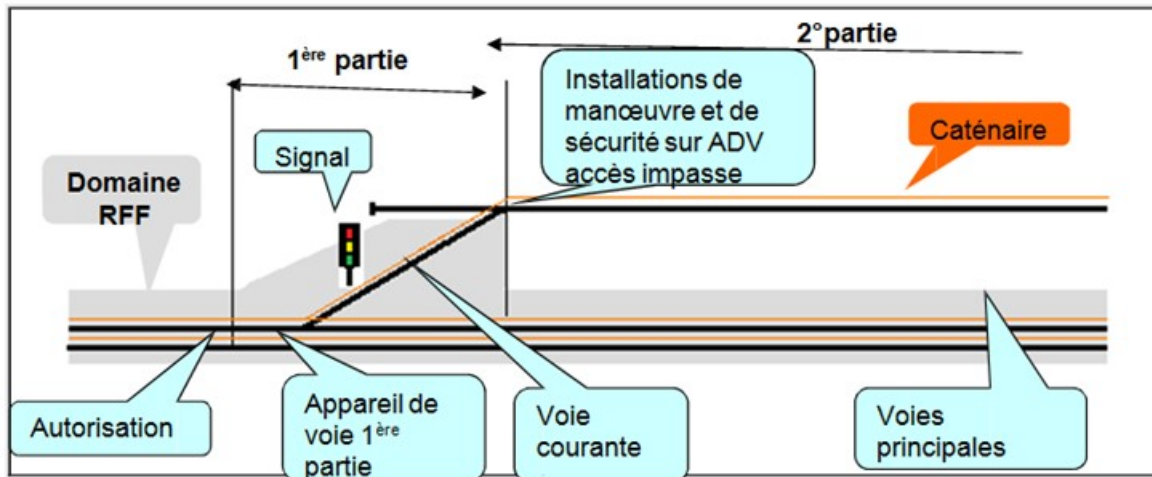 2°partie
1ère partie
Installations de
manœuvre et de
sécurité sur ADV
accès impasse
Signal
Caténaire
Domaine
RFF
Autorisation
Appareil de
voie 1ère
partie
Voie
courante
Voies
principales